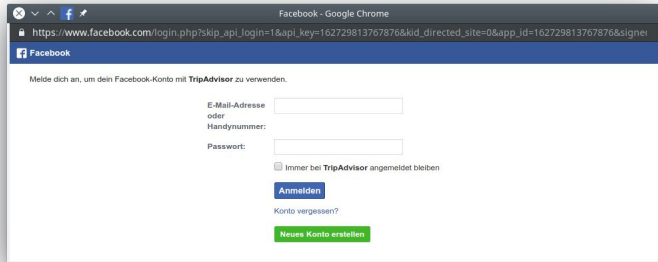 Facebook - Google Chrome
https://www.facebook.com/login.php?skip_api_login=1&api_key=162729813767876&kid_directed_site=0&app_id=162729813767876&signe
Facebook
Melde dich an, um dein Facebook-Konto mit TripAdvisor zu verwenden.
E-Mail-Adresse
oder
Handynummer:
Passwort:
Immer bei TripAdvisor angemeldet bleiben
Anmelden
Konto vergessen?
Neues Konto erstellen